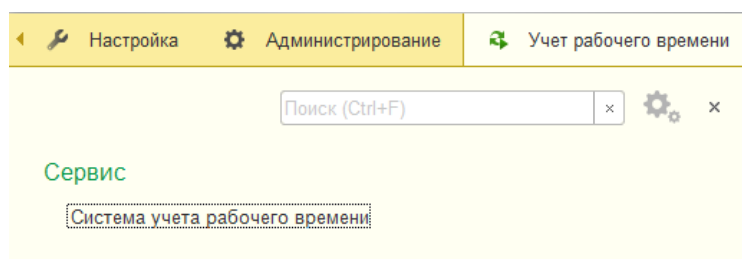 Настройка Администрирование Учет рабочего времени
Поиск (Ctrl+F)
Сервис
Система учета рабочего времени